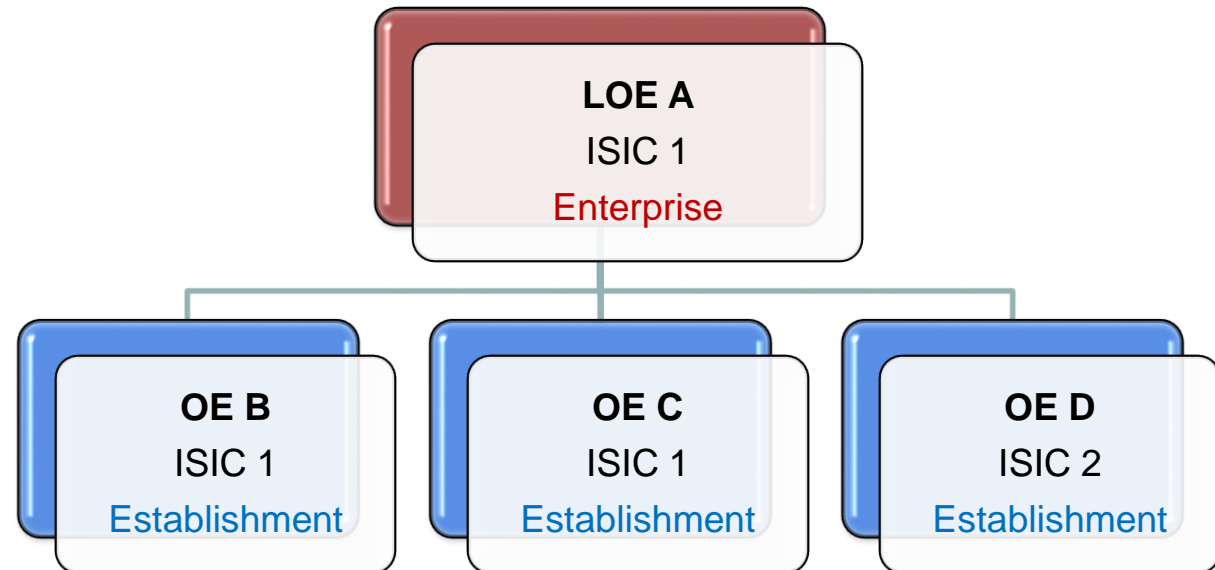 LOE A
ISIC 1
Enterprise
OE B
ISIC 1
Establishment
OE C
ISIC 1
Establishment
OE D
ISIC 2
Establishment